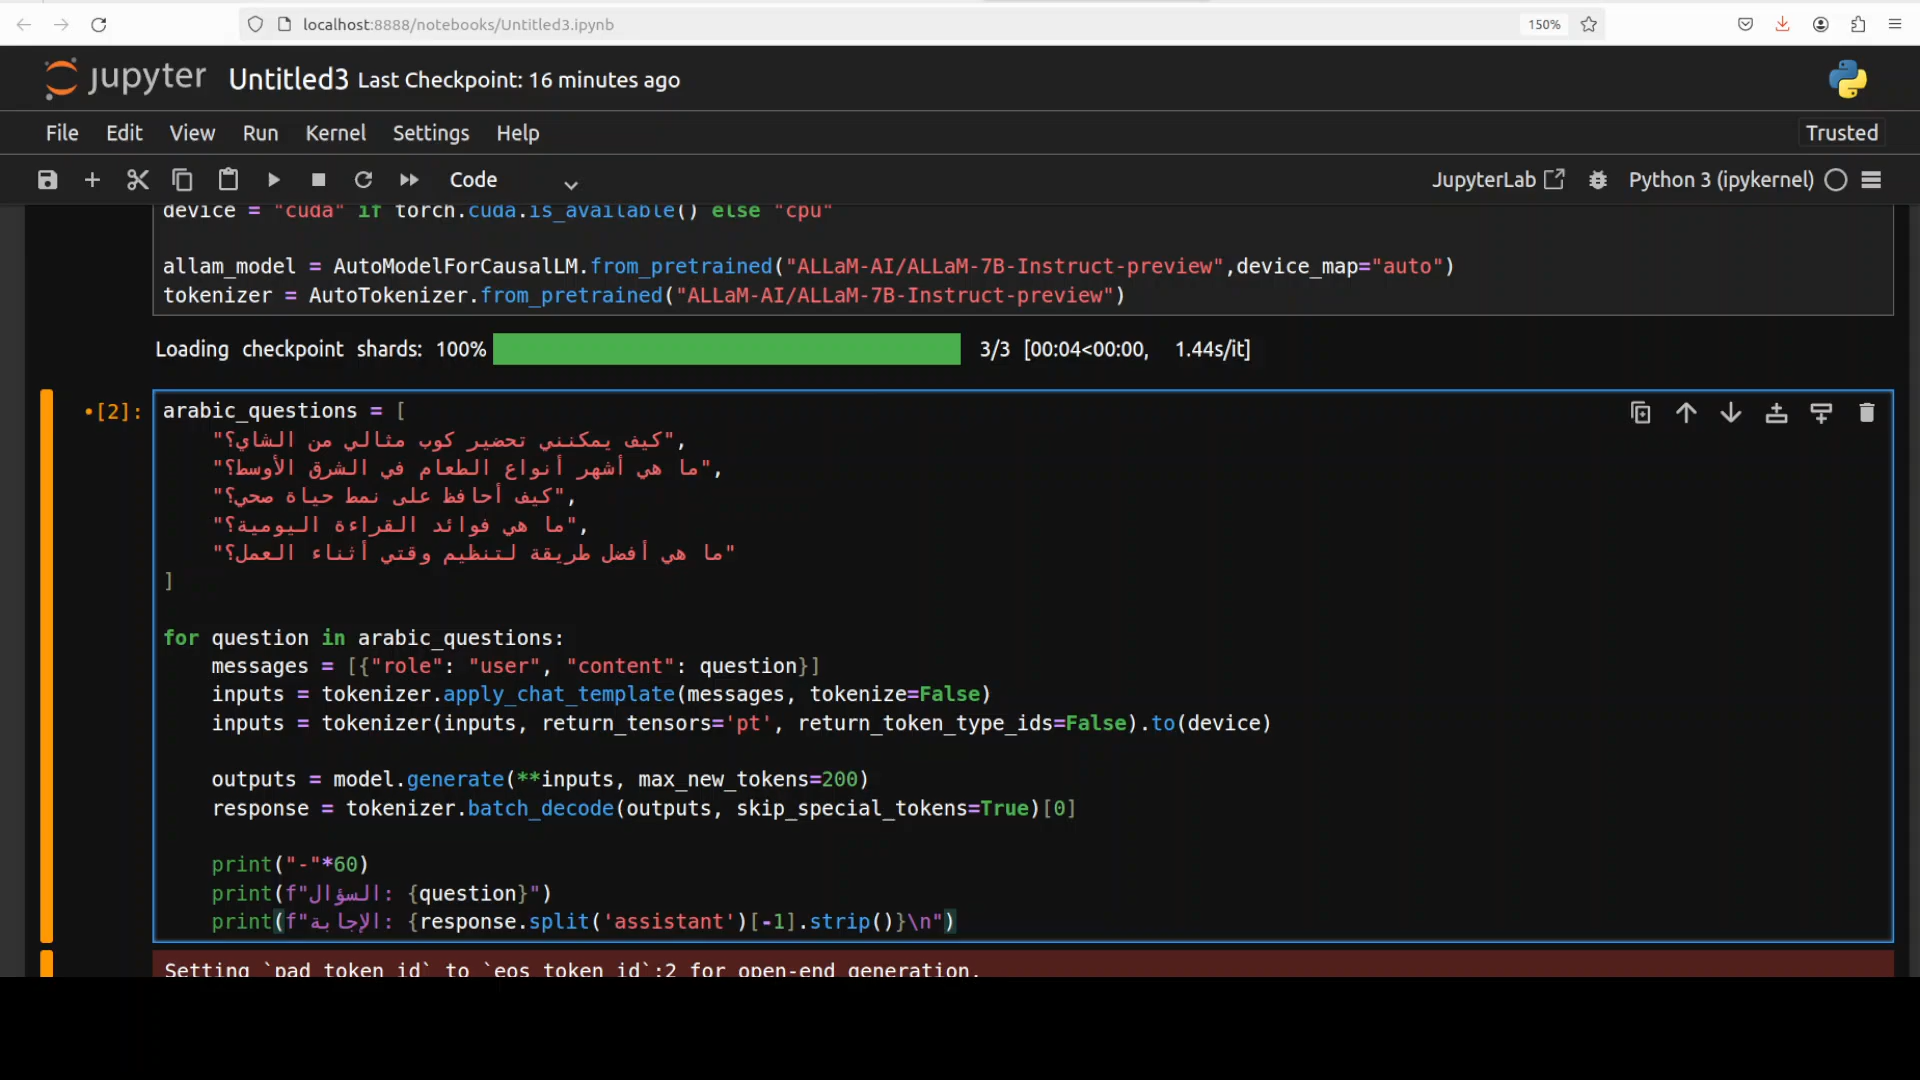 localhost:8888/notebooks/Untitled3.ipynb
150%
jupyter Untitled3 Last Checkpoint: 16 minutes ago
File Edit View Run Kernel Settings Help
Trusted
Code
JupyterLab
Python 3 (ipykernel)
device = "cuda" if torch.cuda.is_available() else "cpu"
allam_model = AutoModelForCausalLM.from_pretrained("ALLaM-AI/ALLaM-7B-Instruct-preview",device_map="auto")
tokenizer = AutoTokenizer.from_pretrained("ALLaM-AI/ALLaM-7B-Instruct-preview")
Loading checkpoint shards: 100% 3/3 [00:04<00:00, 1.44s/it]
•[2]:
arabic_questions = [
"كيف يمكنني تحضير كوب مثالي من الشاي؟",
"ما هي أشهر أنواع الطعام في الشرق الأوسط؟",
"كيف أحافظ على نمط حياة صحي؟",
"ما هي فوائد القراءة اليومية؟",
"ما هي أفضل طريقة لتنظيم وقتي أثناء العمل؟"
]
for question in arabic_questions:
messages = [{"role": "user", "content": question}]
inputs = tokenizer.apply_chat_template(messages, tokenize=False)
inputs = tokenizer(inputs, return_tensors='pt', return_token_type_ids=False).to(device)
outputs = model.generate(**inputs, max_new_tokens=200)
response = tokenizer.batch_decode(outputs, skip_special_tokens=True)[0]
print("-"*60)
print(f"السؤال: {question}")
print(f"الإجابة: {response.split('assistant')[-1].strip()}\n")
Setting `pad_token_id` to `eos_token_id`:2 for open-end generation.